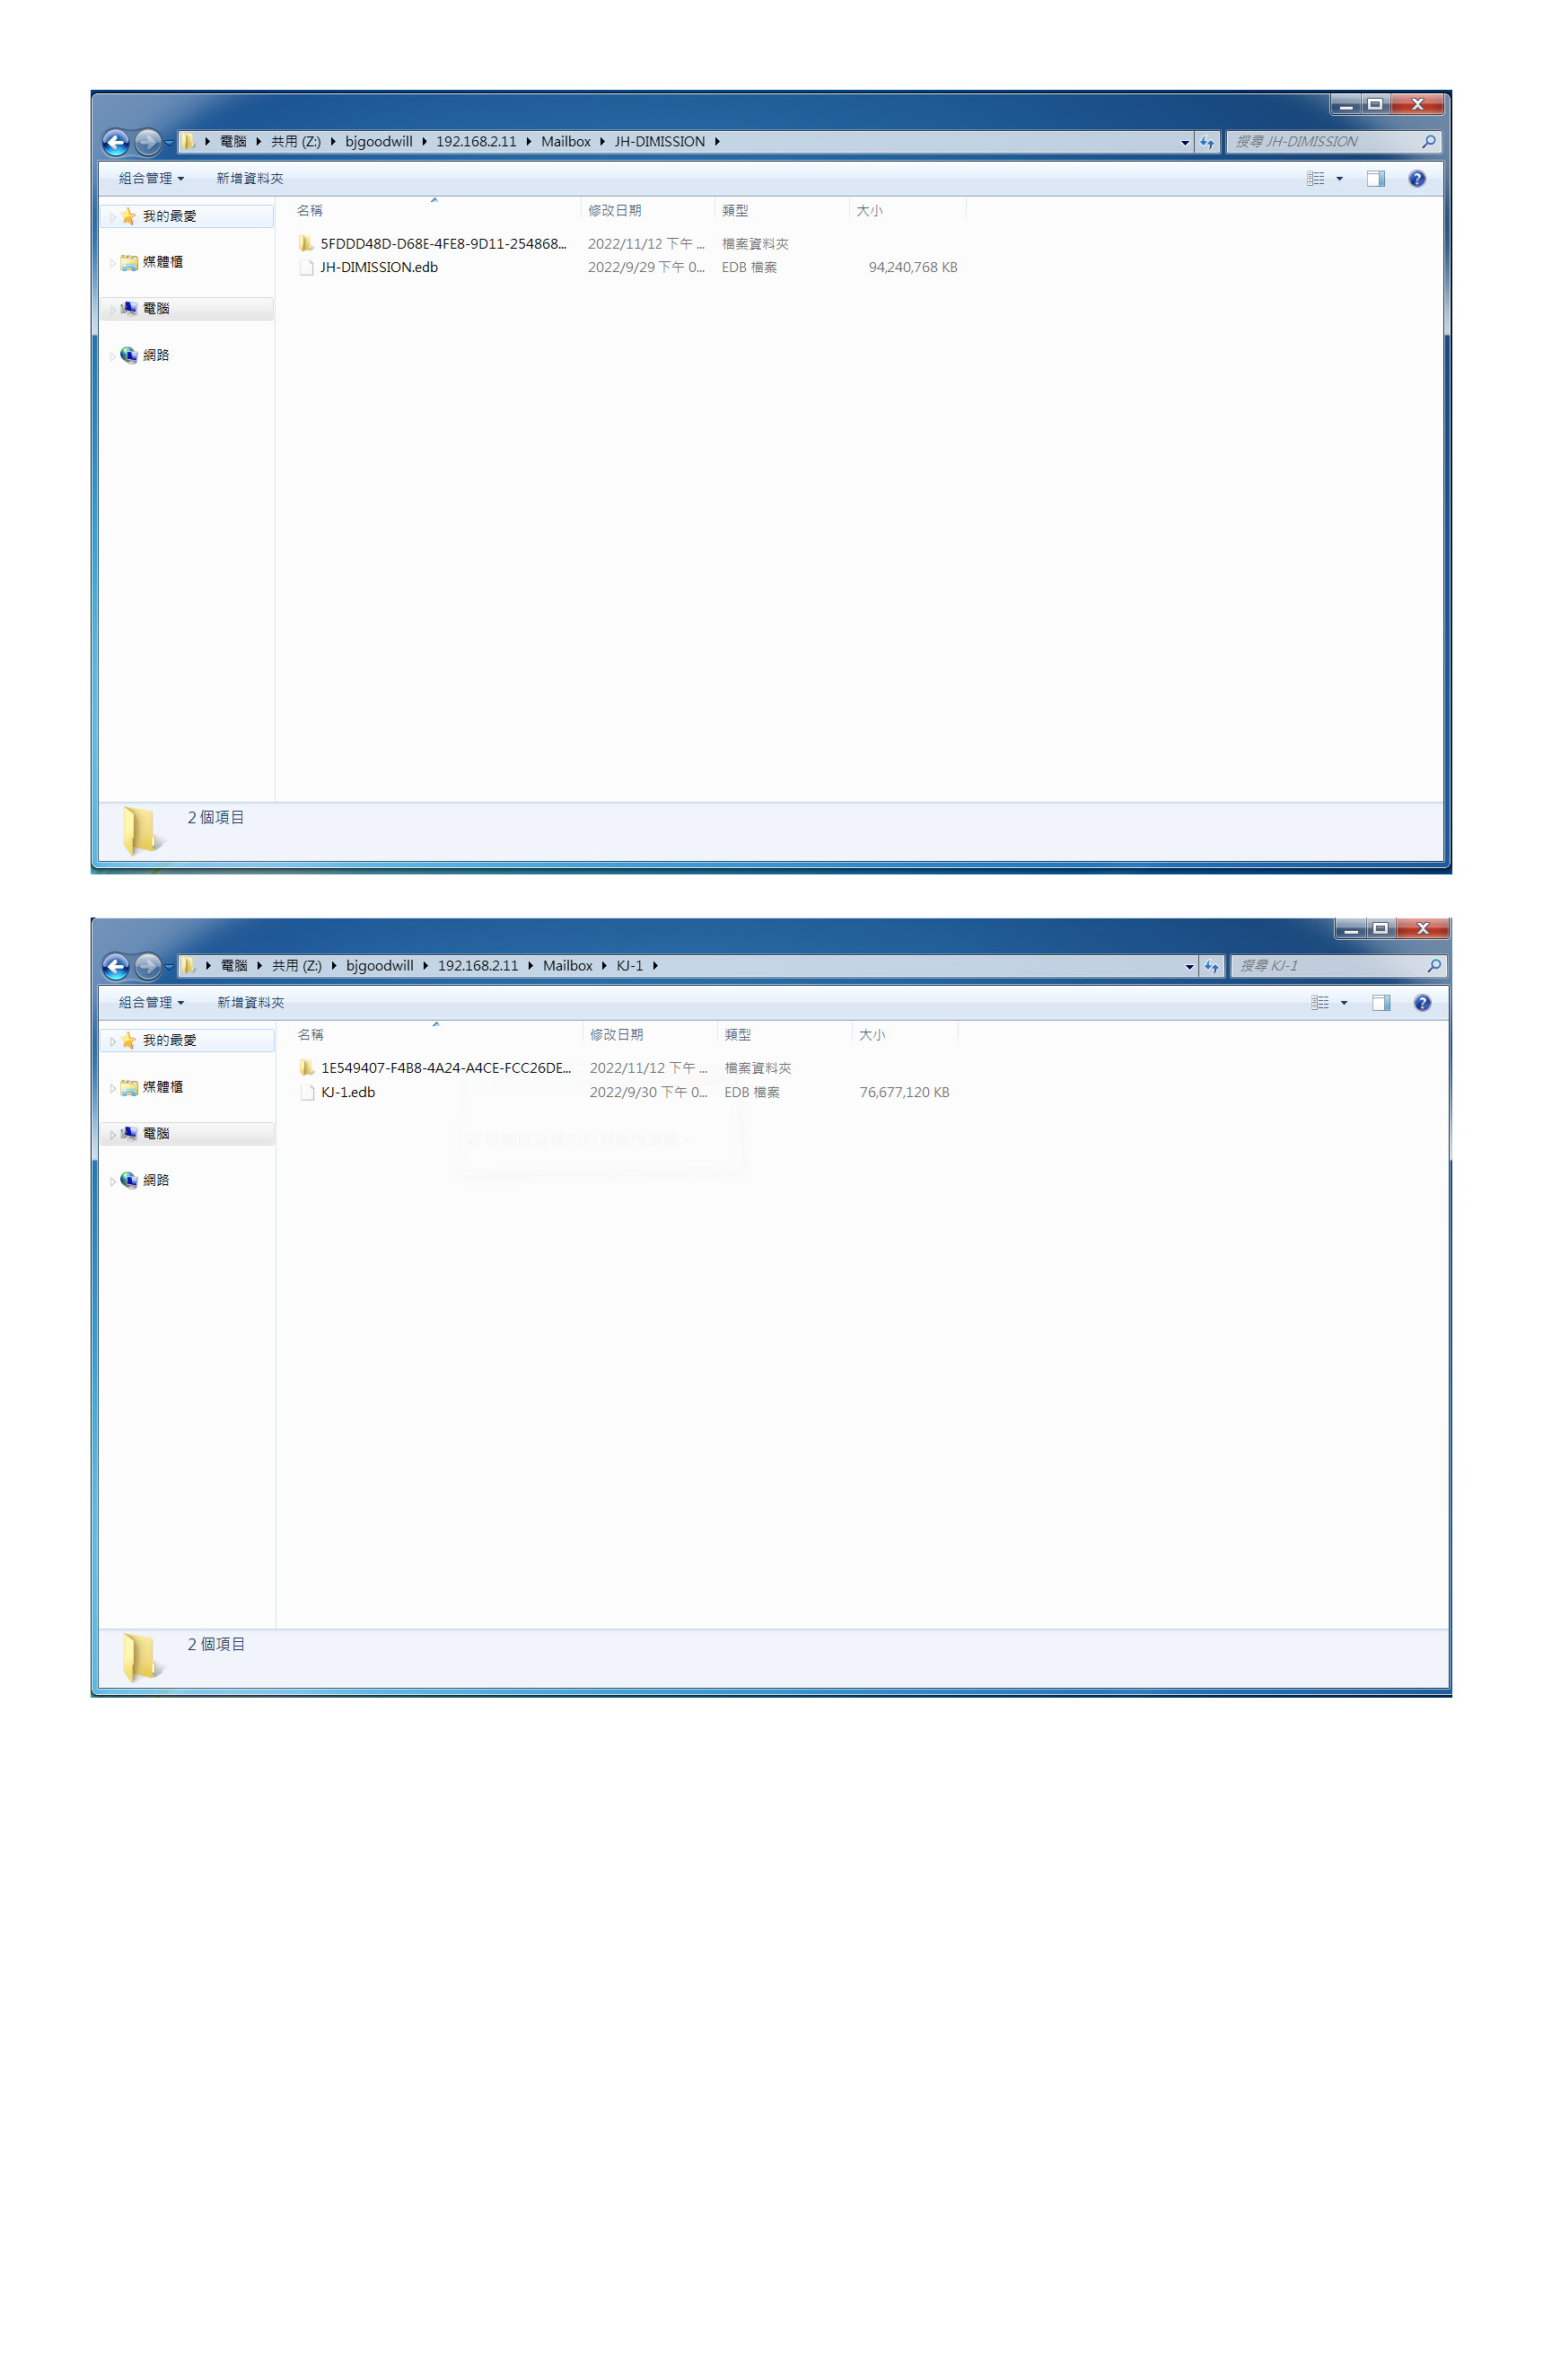 電腦 共用 (Z:) bjgoodwill 192.168.2.11 Mailbox JH-DIMISSION 搜尋 JH-DIMISSION
組合管理 新增資料夾
我的最愛
媒體櫃
電腦
網路
名稱 修改日期 類型 大小
5FDDD48D-D68E-4FE8-9D11-254868... 2022/11/12 下午 ... 檔案資料夾
JH-DIMISSION.edb 2022/9/29 下午 0... EDB 檔案 94,240,768 KB
2 個項目
電腦 共用 (Z:) bjgoodwill 192.168.2.11 Mailbox KJ-1 搜尋 KJ-1
組合管理 新增資料夾
我的最愛
媒體櫃
電腦
網路
名稱 修改日期 類型 大小
1E549407-F4B8-4A24-A4CE-FCC26DE... 2022/11/12 下午 ... 檔案資料夾
KJ-1.edb 2022/9/30 下午 0... EDB 檔案 76,677,120 KB
2 個項目